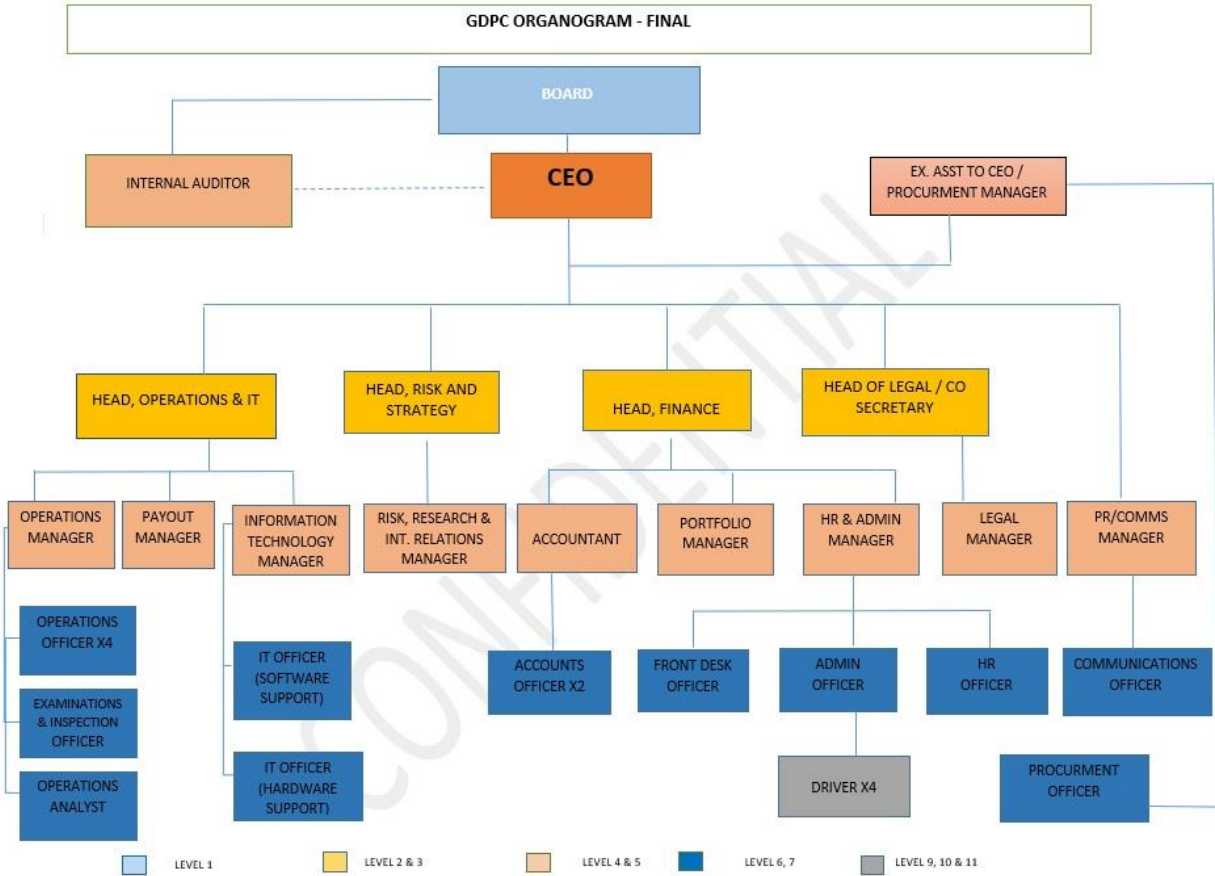 GDPC ORGANOGRAM - FINAL
BOARD
INTERNAL AUDITOR
CEO
EX. ASST TO CEO /
PROCURMENT MANAGER
HEAD, OPERATIONS & IT
HEAD, RISK AND
STRATEGY
HEAD, FINANCE
HEAD OF LEGAL / CO
SECRETARY
OPERATIONS
MANAGER
PAYOUT
MANAGER
INFORMATION
TECHNOLOGY
MANAGER
RISK, RESEARCH &
INT. RELATIONS
MANAGER
ACCOUNTANT
PORTFOLIO
MANAGER
HR & ADMIN
MANAGER
LEGAL
MANAGER
PR/COMMS
MANAGER
OPERATIONS
OFFICER X4
EXAMINATIONS
& INSPECTION
OFFICER
OPERATIONS
ANALYST
IT OFFICER
(SOFTWARE
SUPPORT)
IT OFFICER
(HARDWARE
SUPPORT)
ACCOUNTS
OFFICER X2
FRONT DESK
OFFICER
ADMIN
OFFICER
HR
OFFICER
COMMUNICATIONS
OFFICER
DRIVER X4
PROCURMENT
OFFICER
CONFIDENTIAL
LEVEL 1
LEVEL 2 & 3
LEVEL 4 & 5
LEVEL 6, 7
LEVEL 9, 10 & 11